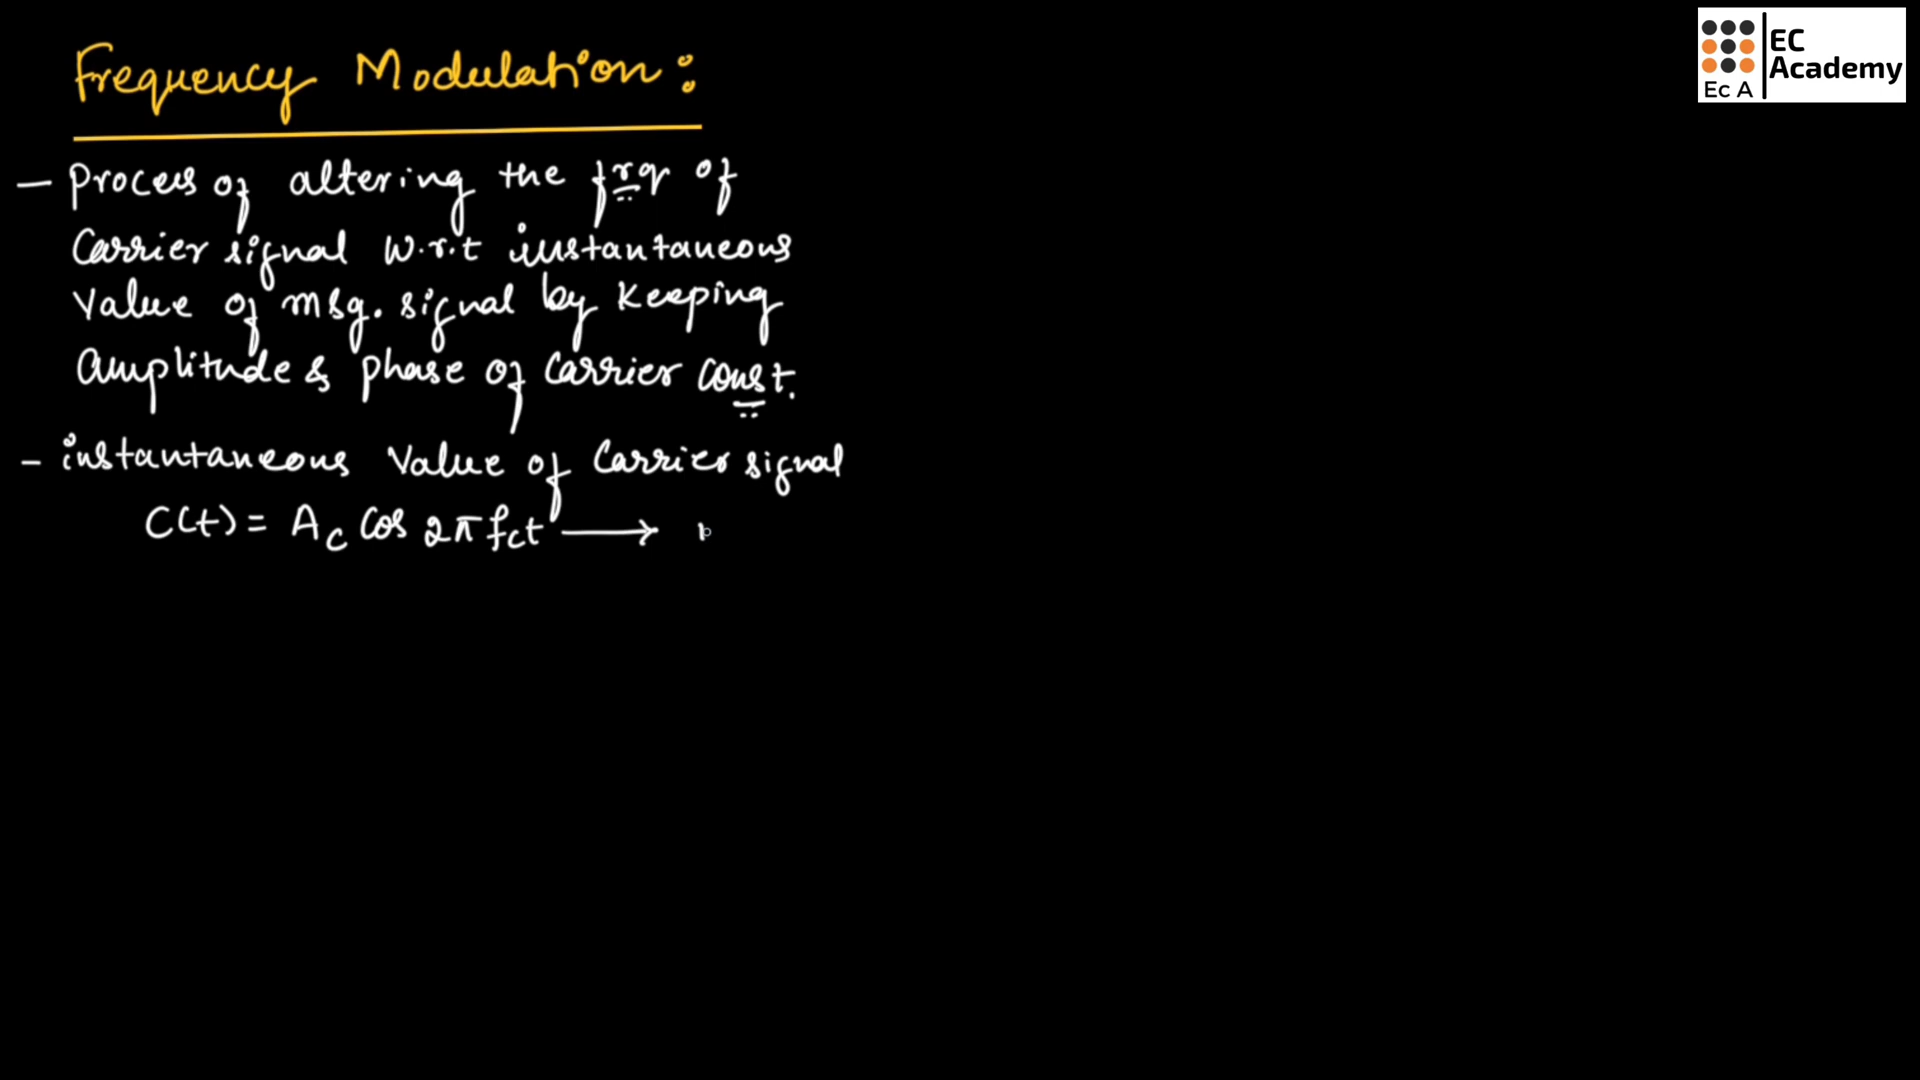 Frequency Modulation:
EC
Academy
Ec A
- Process of altering the frq of
Carrier signal w.r.t instantaneous
Value of msg. signal by keeping
amplitude & phase of carrier const.
- instantaneous Value of Carrier signal
C(t) = Ac Cos 2π fct ⟶